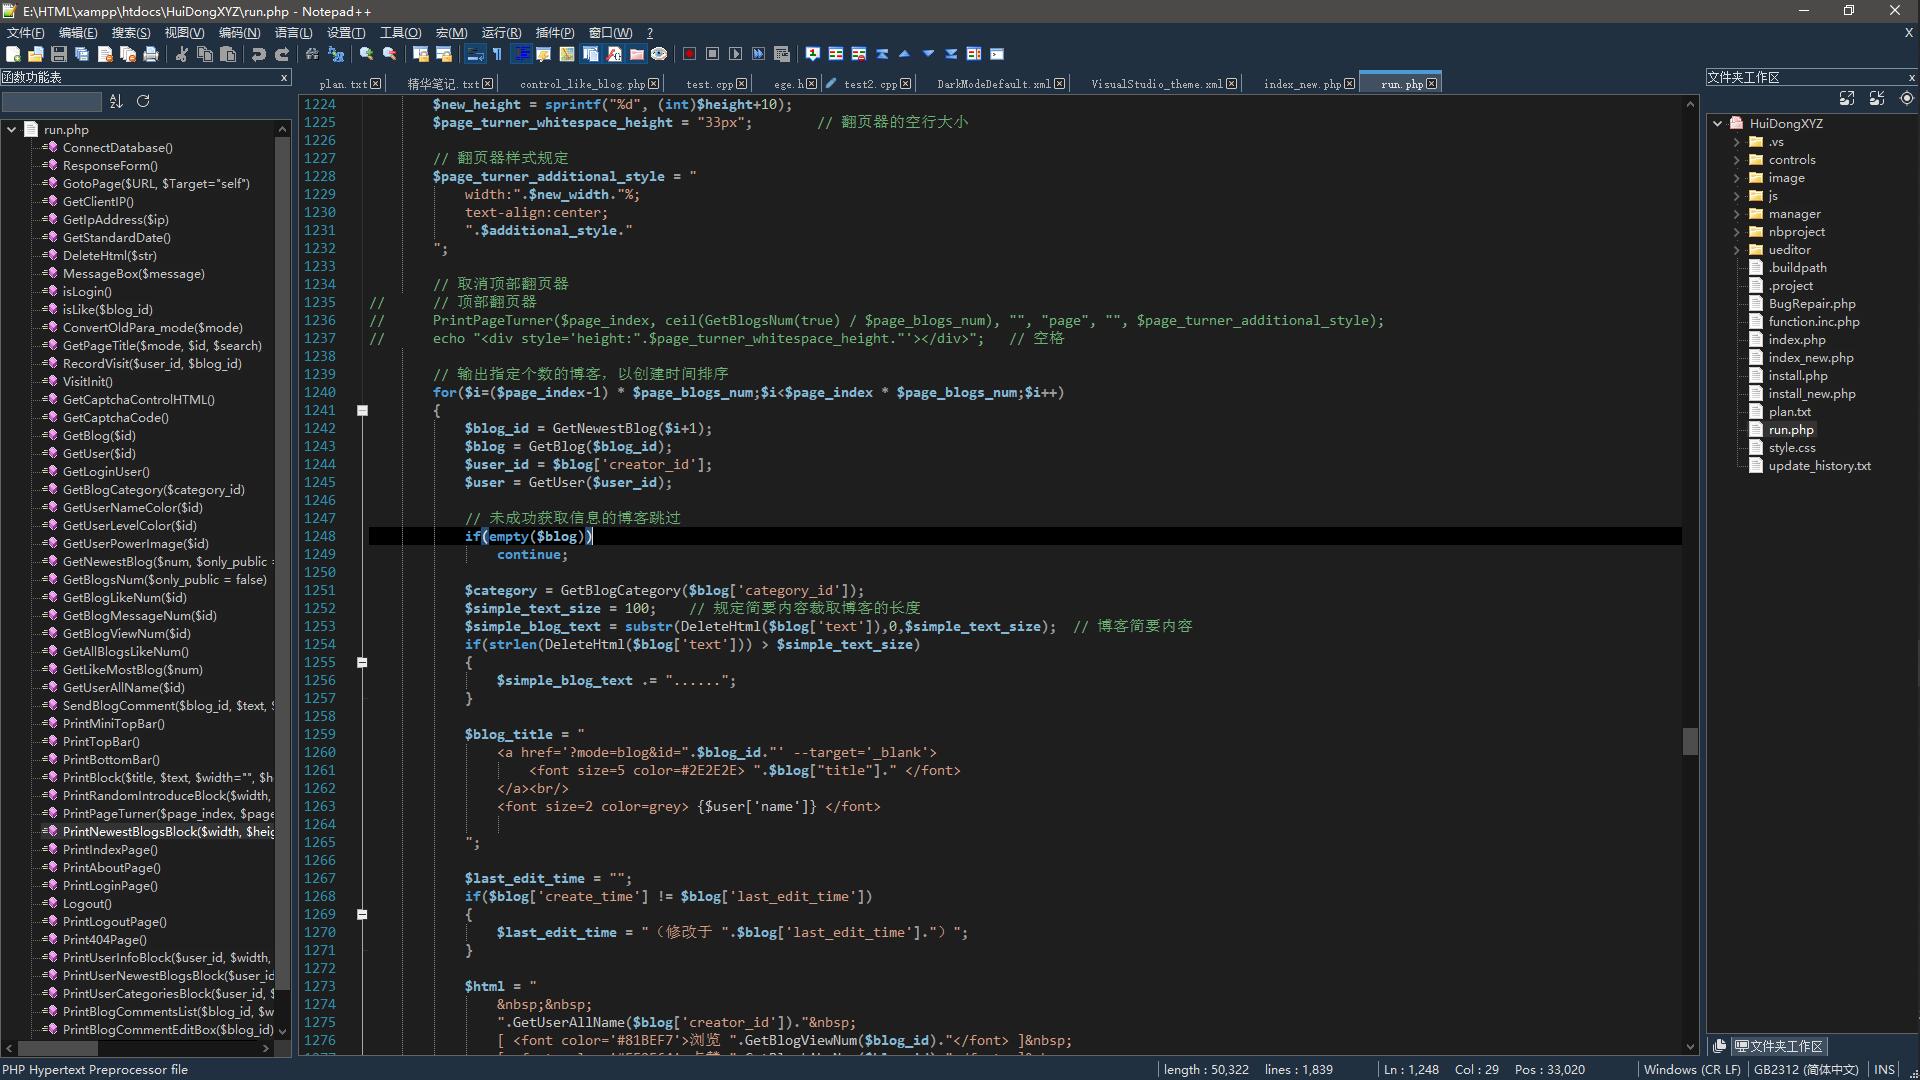 E:\HTML\xampp\htdocs\HuiDongXYZ\run.php - Notepad++
文件(F) 编辑(E) 搜索(S) 视图(V) 编码(N) 语言(L) 设置(T) 工具(O) 宏(M) 运行(R) 插件(P) 窗口(W) ? X
函数功能表 x
plan.txt 精华笔记.txt control_like_blog.php test.cpp ege.h test2.cpp DarkModeDefault.xml VisualStudio_theme.xml index_new.php run.php
文件夹工作区 x
run.php
ConnectDatabase()
ResponseForm()
GotoPage($URL, $Target="self")
GetClientIP()
GetIpAddress($ip)
GetStandardDate()
DeleteHtml($str)
MessageBox($message)
isLogin()
isLike($blog_id)
ConvertOldPara_mode($mode)
GetPageTitle($mode, $id, $search)
RecordVisit($user_id, $blog_id)
VisitInit()
GetCaptchaControlHTML()
GetCaptchaCode()
GetBlog($id)
GetUser($id)
GetLoginUser()
GetBlogCategory($category_id)
GetUserNameColor($id)
GetUserLevelColor($id)
GetUserPowerImage($id)
GetNewestBlog($num, $only_public =
GetBlogsNum($only_public = false)
GetBlogLikeNum($id)
GetBlogMessageNum($id)
GetBlogViewNum($id)
GetAllBlogsLikeNum()
GetLikeMostBlog($num)
GetUserAllName($id)
SendBlogComment($blog_id, $text, $
PrintMiniTopBar()
PrintTopBar()
PrintBottomBar()
PrintBlock($title, $text, $width="", $h
PrintRandomIntroduceBlock($width,
PrintPageTurner($page_index, $page
PrintNewestBlogsBlock($width, $heig
PrintIndexPage()
PrintAboutPage()
PrintLoginPage()
Logout()
PrintLogoutPage()
Print404Page()
PrintUserInfoBlock($user_id, $width,
PrintUserNewestBlogsBlock($user_id
PrintUserCategoriesBlock($user_id, $
PrintBlogCommentsList($blog_id, $w
PrintBlogCommentEditBox($blog_id)
1224 $new_height = sprintf("%d", (int)$height+10);
1225 $page_turner_whitespace_height = "33px"; // 翻页器的空行大小
1226
1227 // 翻页器样式规定
1228 $page_turner_additional_style = "
1229 width:".$new_width."%;
1230 text-align:center;
1231 ".$additional_style."
1232 ";
1233
1234 // 取消顶部翻页器
1235 // // 顶部翻页器
1236 // PrintPageTurner($page_index, ceil(GetBlogsNum(true) / $page_blogs_num), "", "page", "", $page_turner_additional_style);
1237 // echo "<div style='height:".$page_turner_whitespace_height."'></div>"; // 空格
1238
1239 // 输出指定个数的博客，以创建时间排序
1240 for($i=($page_index-1) * $page_blogs_num;$i<$page_index * $page_blogs_num;$i++)
1241 {
1242 $blog_id = GetNewestBlog($i+1);
1243 $blog = GetBlog($blog_id);
1244 $user_id = $blog['creator_id'];
1245 $user = GetUser($user_id);
1246
1247 // 未成功获取信息的博客跳过
1248 if(empty($blog))
1249 continue;
1250
1251 $category = GetBlogCategory($blog['category_id']);
1252 $simple_text_size = 100; // 规定简要内容裁取博客的长度
1253 $simple_blog_text = substr(DeleteHtml($blog['text']),0,$simple_text_size); // 博客简要内容
1254 if(strlen(DeleteHtml($blog['text'])) > $simple_text_size)
1255 {
1256 $simple_blog_text .= "......";
1257 }
1258
1259 $blog_title = "
1260 <a href='?mode=blog&id=".$blog_id."' --target='_blank'>
1261 <font size=5 color=#2E2E2E> ".$blog["title"]." </font>
1262 </a><br/>
1263 <font size=2 color=grey> {$user['name']} </font>
1264
1265 ";
1266
1267 $last_edit_time = "";
1268 if($blog['create_time'] != $blog['last_edit_time'])
1269 {
1270 $last_edit_time = "（修改于 ".$blog['last_edit_time']."）";
1271 }
1272
1273 $html = "
1274 &nbsp;&nbsp;
1275 ".GetUserAllName($blog['creator_id'])."&nbsp;
1276 [ <font color='#81BEF7'>浏览 ".GetBlogViewNum($blog_id)."</font> ]&nbsp;
HuiDongXYZ
.vs
controls
image
js
manager
nbproject
ueditor
.buildpath
.project
BugRepair.php
function.inc.php
index.php
index_new.php
install.php
install_new.php
plan.txt
run.php
style.css
update_history.txt
文件夹工作区
PHP Hypertext Preprocessor file length : 50,322 lines : 1,839 Ln : 1,248 Col : 29 Pos : 33,020 Windows (CR LF) GB2312 (简体中文) INS